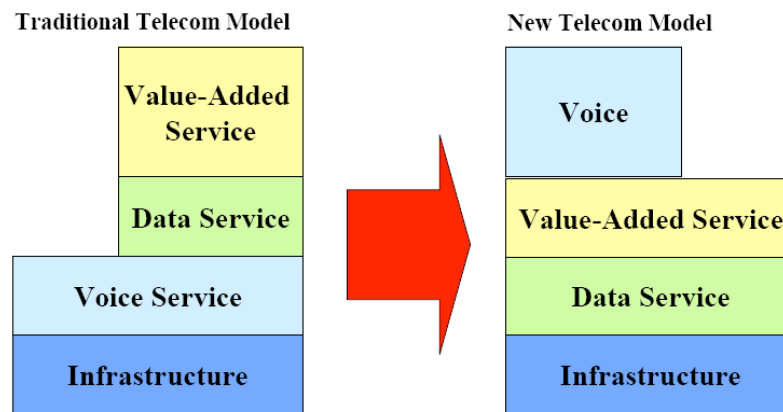 Traditional Telecom Model
Value-Added
Service
Data Service
Voice Service
Infrastructure
New Telecom Model
Voice
Value-Added Service
Data Service
Infrastructure